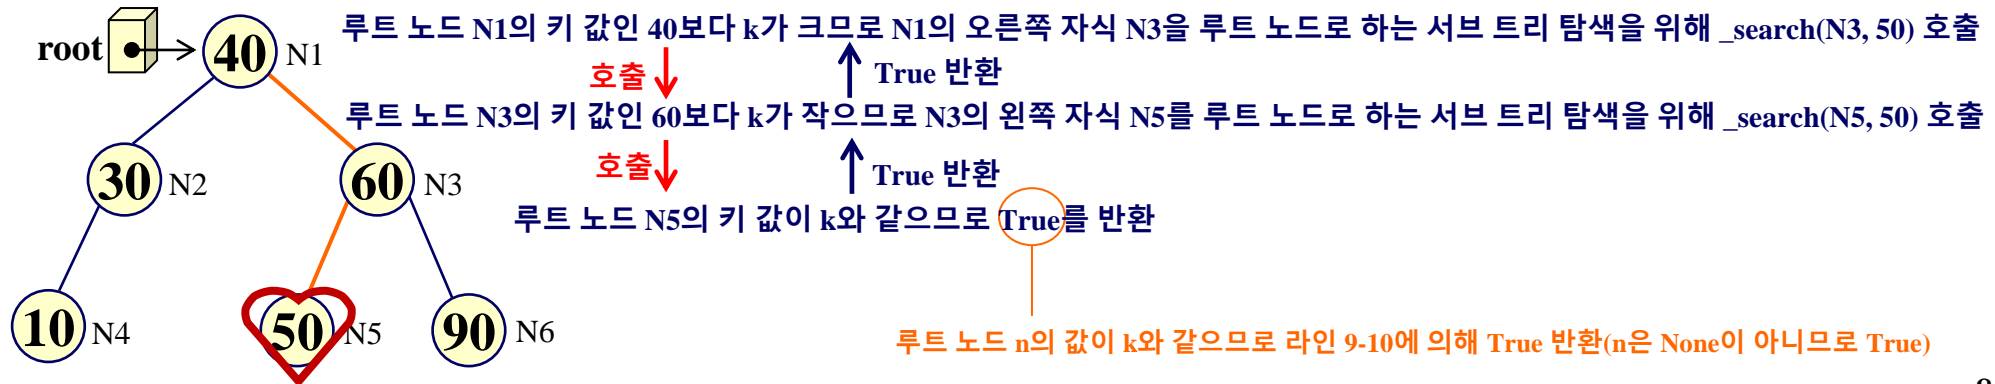 루트 노드 N1의 키 값인 40보다 k가 크므로 N1의 오른쪽 자식 N3을 루트 노드로 하는 서브 트리 탐색을 위해 _search(N3, 50) 호출
root 40 N1
호출 True 반환
루트 노드 N3의 키 값인 60보다 k가 작으므로 N3의 왼쪽 자식 N5를 루트 노드로 하는 서브 트리 탐색을 위해 _search(N5, 50) 호출
호출 True 반환
30 N2 60 N3
루트 노드 N5의 키 값이 k와 같으므로 True를 반환
10 N4 50 N5 90 N6
루트 노드 n의 값이 k와 같으므로 라인 9-10에 의해 True 반환(n은 None이 아니므로 True)